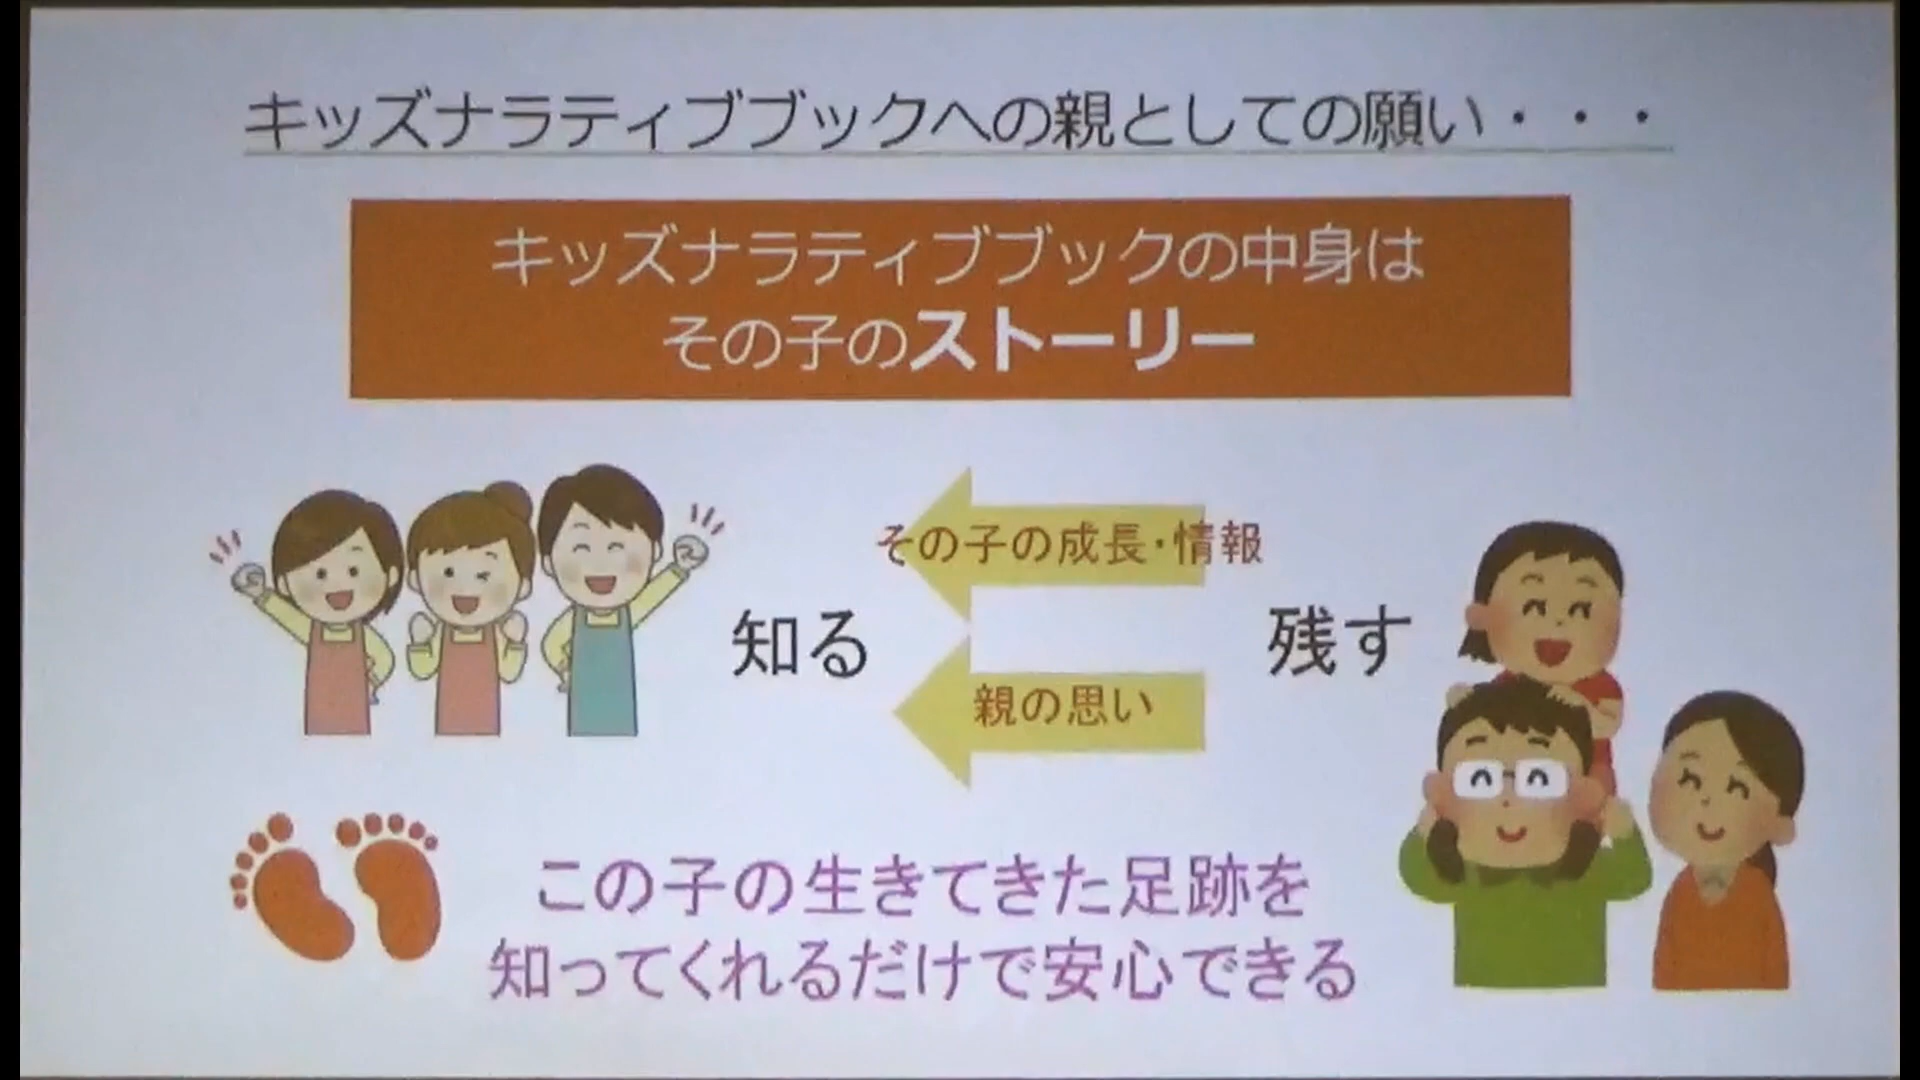 キッズナラティブブックへの親としての願い・・・
キッズナラティブブックの中身は
その子のストーリー
その子の成長・情報
知る
残す
親の思い
この子の生きてきた足跡を
知ってくれるだけで安心できる